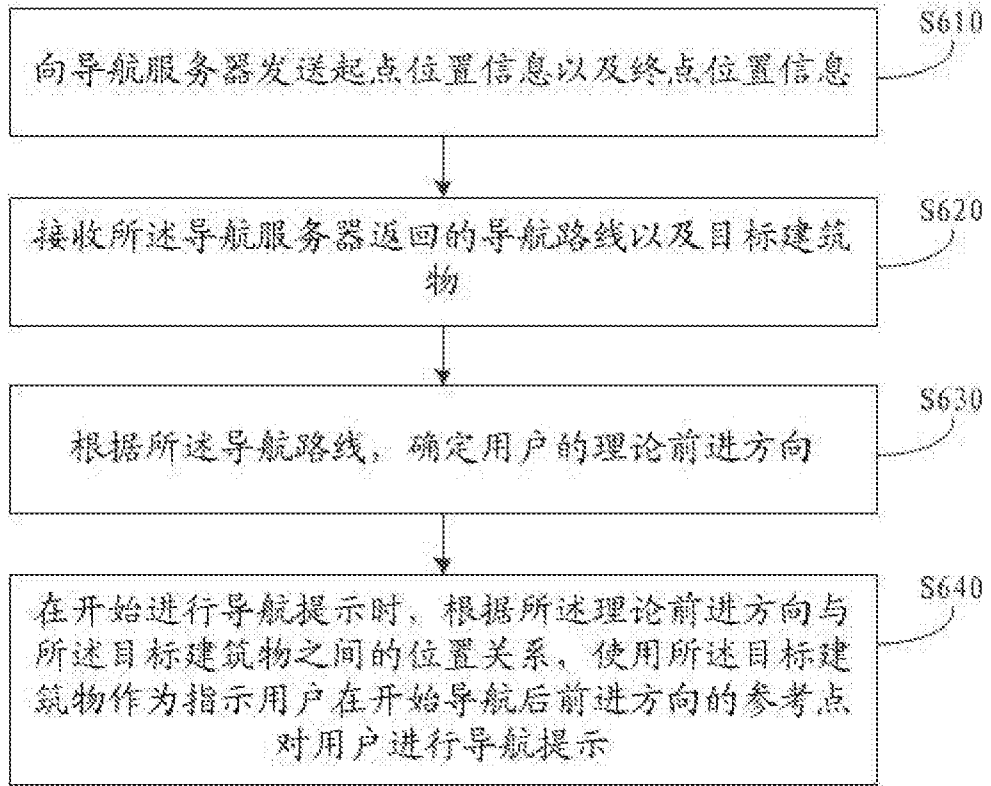 S610
向导航服务器发送起点位置信息以及终点位置信息
S620
接收所述导航服务器返回的导航路线以及目标建筑
物
S630
根据所述导航路线，确定用户的理论前进方向
S640
在开始进行导航提示时，根据所述理论前进方向与
所述目标建筑物之间的位置关系，使用所述目标建
筑物作为指示用户在开始导航后前进方向的参考点
对用户进行导航提示